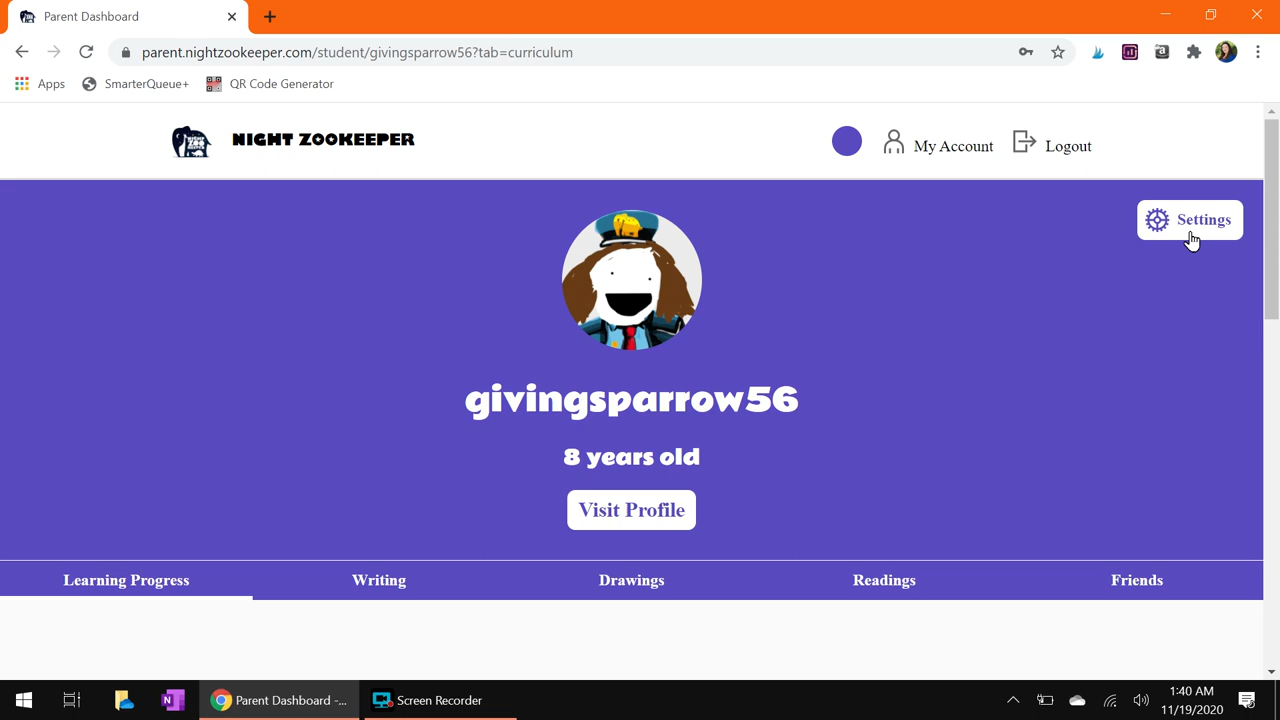 Parent Dashboard
parent.nightzookeeper.com/student/givingsparrow56?tab=curriculum
Apps SmarterQueue+ QR Code Generator
NIGHT ZOOKEEPER
My Account Logout
Settings
givingsparrow56
8 years old
Visit Profile
Learning Progress Writing Drawings Readings Friends
Parent Dashboard -... Screen Recorder
1:40 AM
11/19/2020